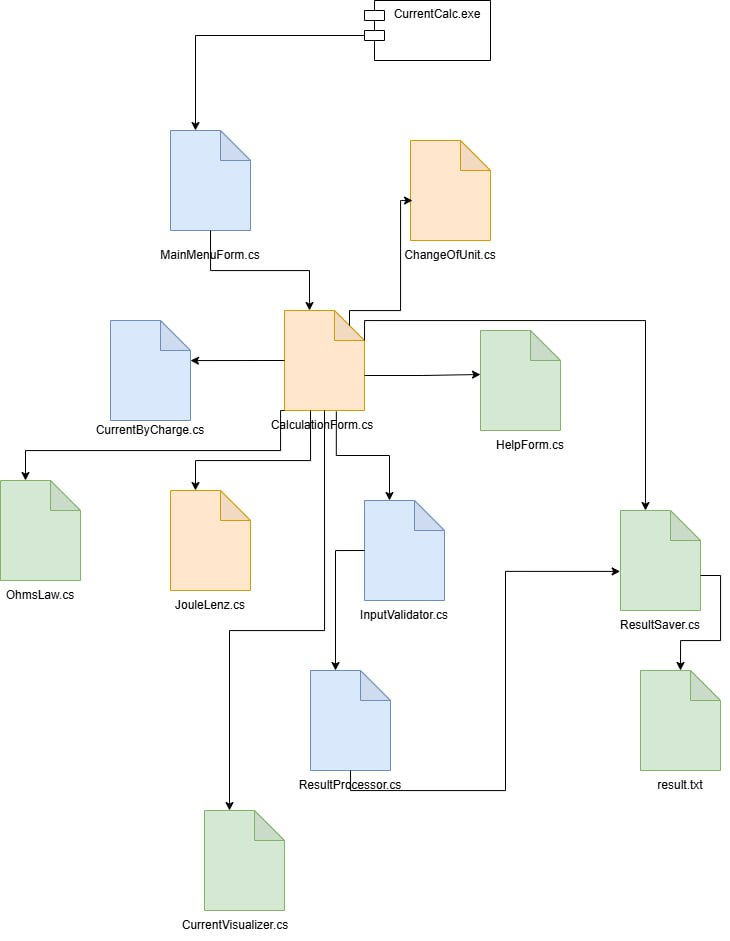 CurrentCalc.exe
MainMenuForm.cs
ChangeOfUnit.cs
CurrentByCharge.cs
CalculationForm.cs
HelpForm.cs
OhmsLaw.cs
JouleLenz.cs
InputValidator.cs
ResultSaver.cs
ResultProcessor.cs
result.txt
CurrentVisualizer.cs